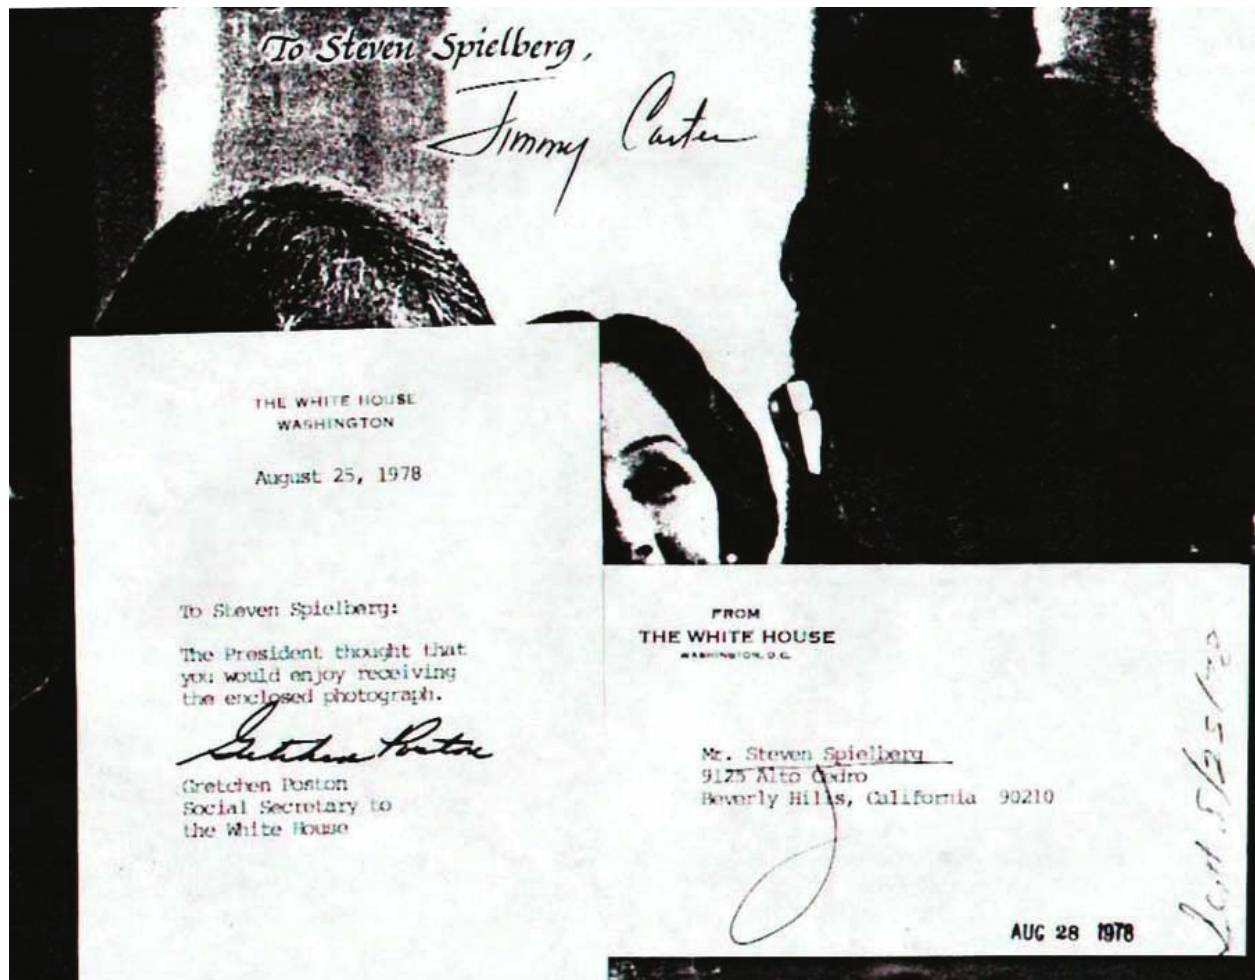 To Steven Spielberg,
Jimmy Carter
THE WHITE HOUSE
WASHINGTON
August 25, 1978
To Steven Spielberg:
The President thought that
you would enjoy receiving
the enclosed photograph.
Gretchen Poston
Gretchen Poston
Social Secretary to
the White House
FROM
THE WHITE HOUSE
WASHINGTON, D.C.
Mr. Steven Spielberg
9125 Alto Cedro
Beverly Hills, California 90210
AUG 28 1978